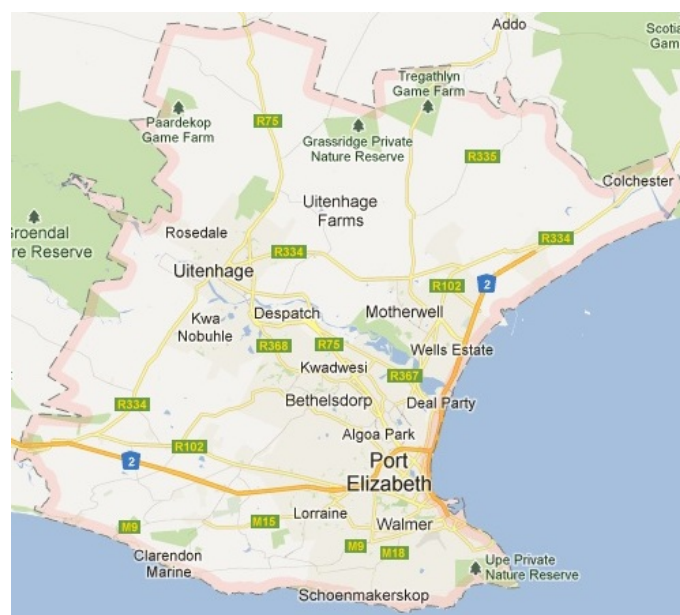 Addo
Scotia
Gam
Tregathlyn
Game Farm
Paardekop
Game Farm
R75
Grassridge Private
Nature Reserve
R335
Colchester
Uitenhage
Farms
Groendal
re Reserve
Rosedale
R334
R334
Uitenhage
2
R102
Despatch
Motherwell
Kwa
Nobuhle
R368
R75
Wells Estate
Kwadwesi
R367
R334
Bethelsdorp
Deal Party
Algoa Park
R102
2
Port
Elizabeth
Lorraine
M9
M15
Walmer
M9
M18
Clarendon
Marine
Upe Private
Nature Reserve
Schoenmakerskop